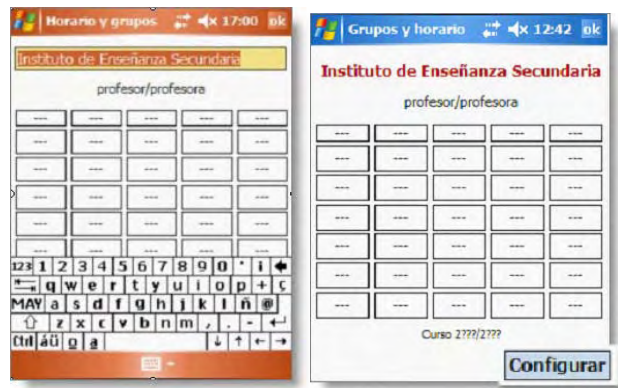 Horario y grupos 17:00 ok
Instituto de Enseñanza Secundaria
profesor/profesora
--- --- --- --- ---
--- --- --- --- ---
--- --- --- --- ---
--- --- --- --- ---
--- --- --- --- ---
--- --- --- --- ---
123 1 2 3 4 5 6 7 8 9 0 ' ¡
q w e r t y u i o p + ç
MAY a s d f g h j k l ñ @
z x c v b n m , . -
Ctrl áü º ª ↓ ↑ ← →
Grupos y horario 12:42 ok
Instituto de Enseñanza Secundaria
profesor/profesora
--- --- --- --- ---
--- --- --- --- ---
--- --- --- --- ---
--- --- --- --- ---
--- --- --- --- ---
--- --- --- --- ---
--- --- --- --- ---
Curso 2???/2???
Configurar